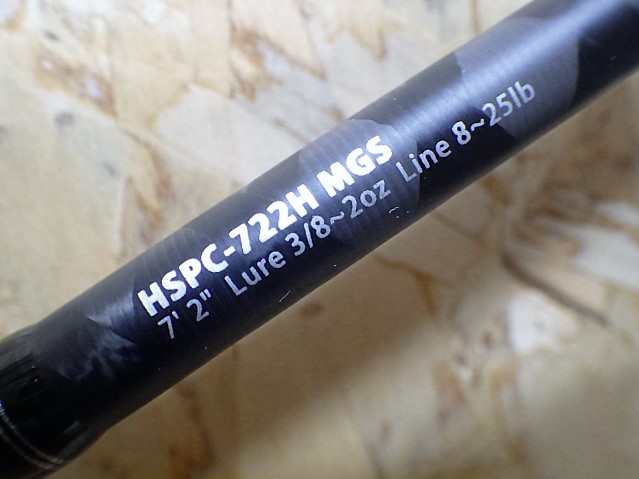 HSPC-722H MGS
7' 2" Lure 3/8~2oz Line 8~25lb